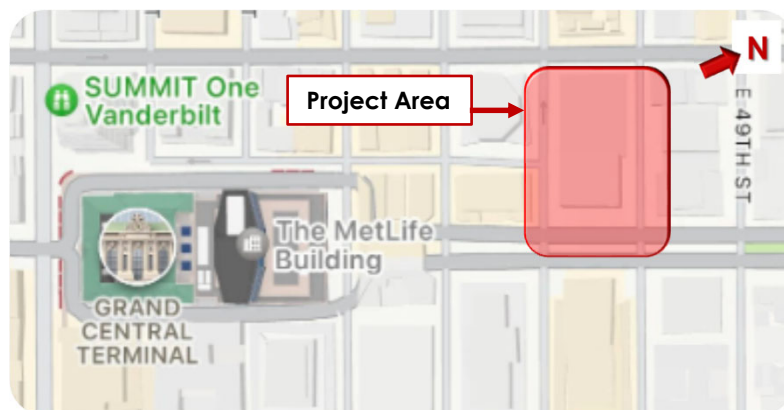 N
SUMMIT One
Vanderbilt
Project Area
E 49TH ST
The MetLife
Building
GRAND
CENTRAL
TERMINAL